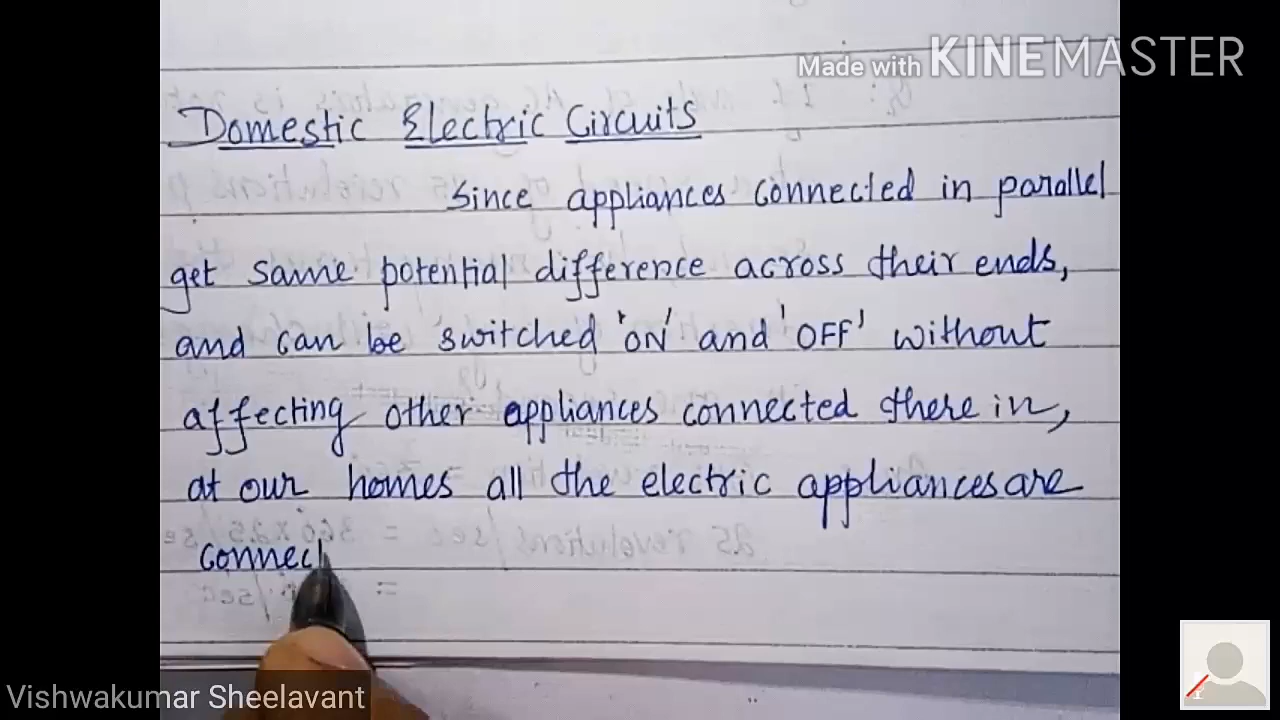 Made with KINEMASTER
Domestic Electric Circuits
Since appliances connected in parallel
get same potential difference across their ends,
and can be switched 'ON' and 'OFF' without
affecting other appliances connected there in,
at our homes all the electric appliances are
connect
Vishwakumar Sheelavant